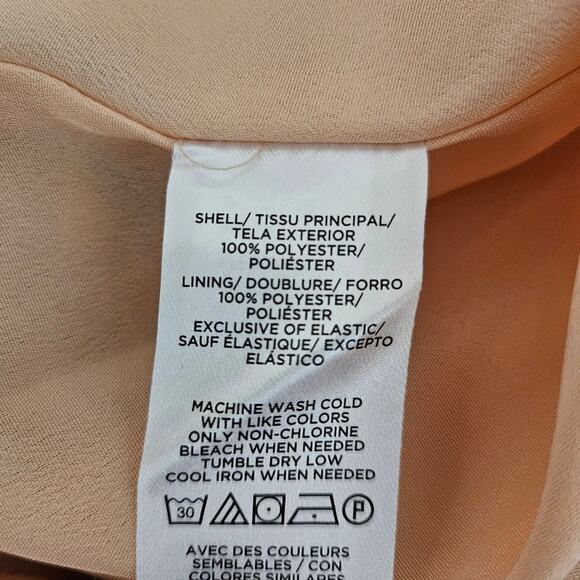 SHELL/ TISSU PRINCIPAL/
TELA EXTERIOR
100% POLYESTER/
POLIÉSTER
LINING/ DOUBLURE/ FORRO
100% POLYESTER/
POLIÉSTER
EXCLUSIVE OF ELASTIC/
SAUF ÉLASTIQUE/ EXCEPTO
ELÁSTICO
MACHINE WASH COLD
WITH LIKE COLORS
ONLY NON-CHLORINE
BLEACH WHEN NEEDED
TUMBLE DRY LOW
COOL IRON WHEN NEEDED
30 P
AVEC DES COULEURS
SEMBLABLES / CON
COLORES SIMILARES